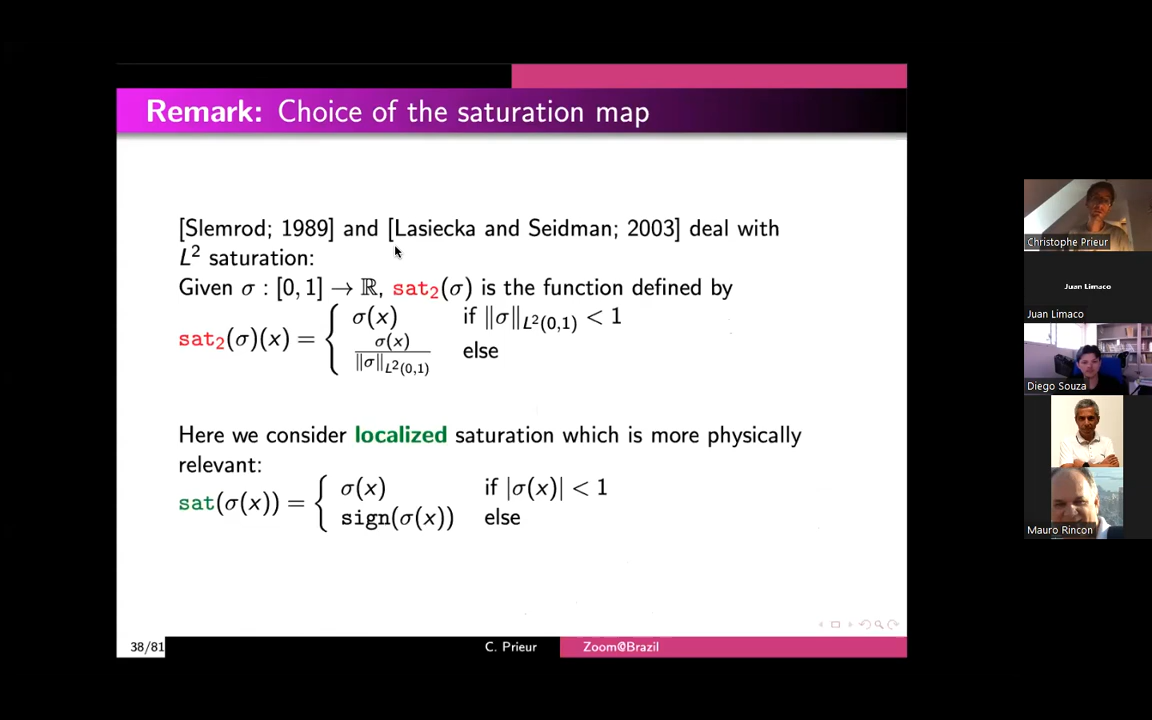 Remark: Choice of the saturation map
[Slemrod; 1989] and [Lasiecka and Seidman; 2003] deal with
L² saturation:
Given σ : [0, 1] → ℝ, sat₂(σ) is the function defined by
sat₂(σ)(x) = { σ(x) if ‖σ‖L²(0,1) < 1
σ(x)/‖σ‖L²(0,1) else
Here we consider localized saturation which is more physically
relevant:
sat(σ(x)) = { σ(x) if |σ(x)| < 1
sign(σ(x)) else
38/81
C. Prieur
Zoom@Brazil
Christophe Prieur
Juan Limaco
Juan Limaco
Diego Souza
Mauro Rincon